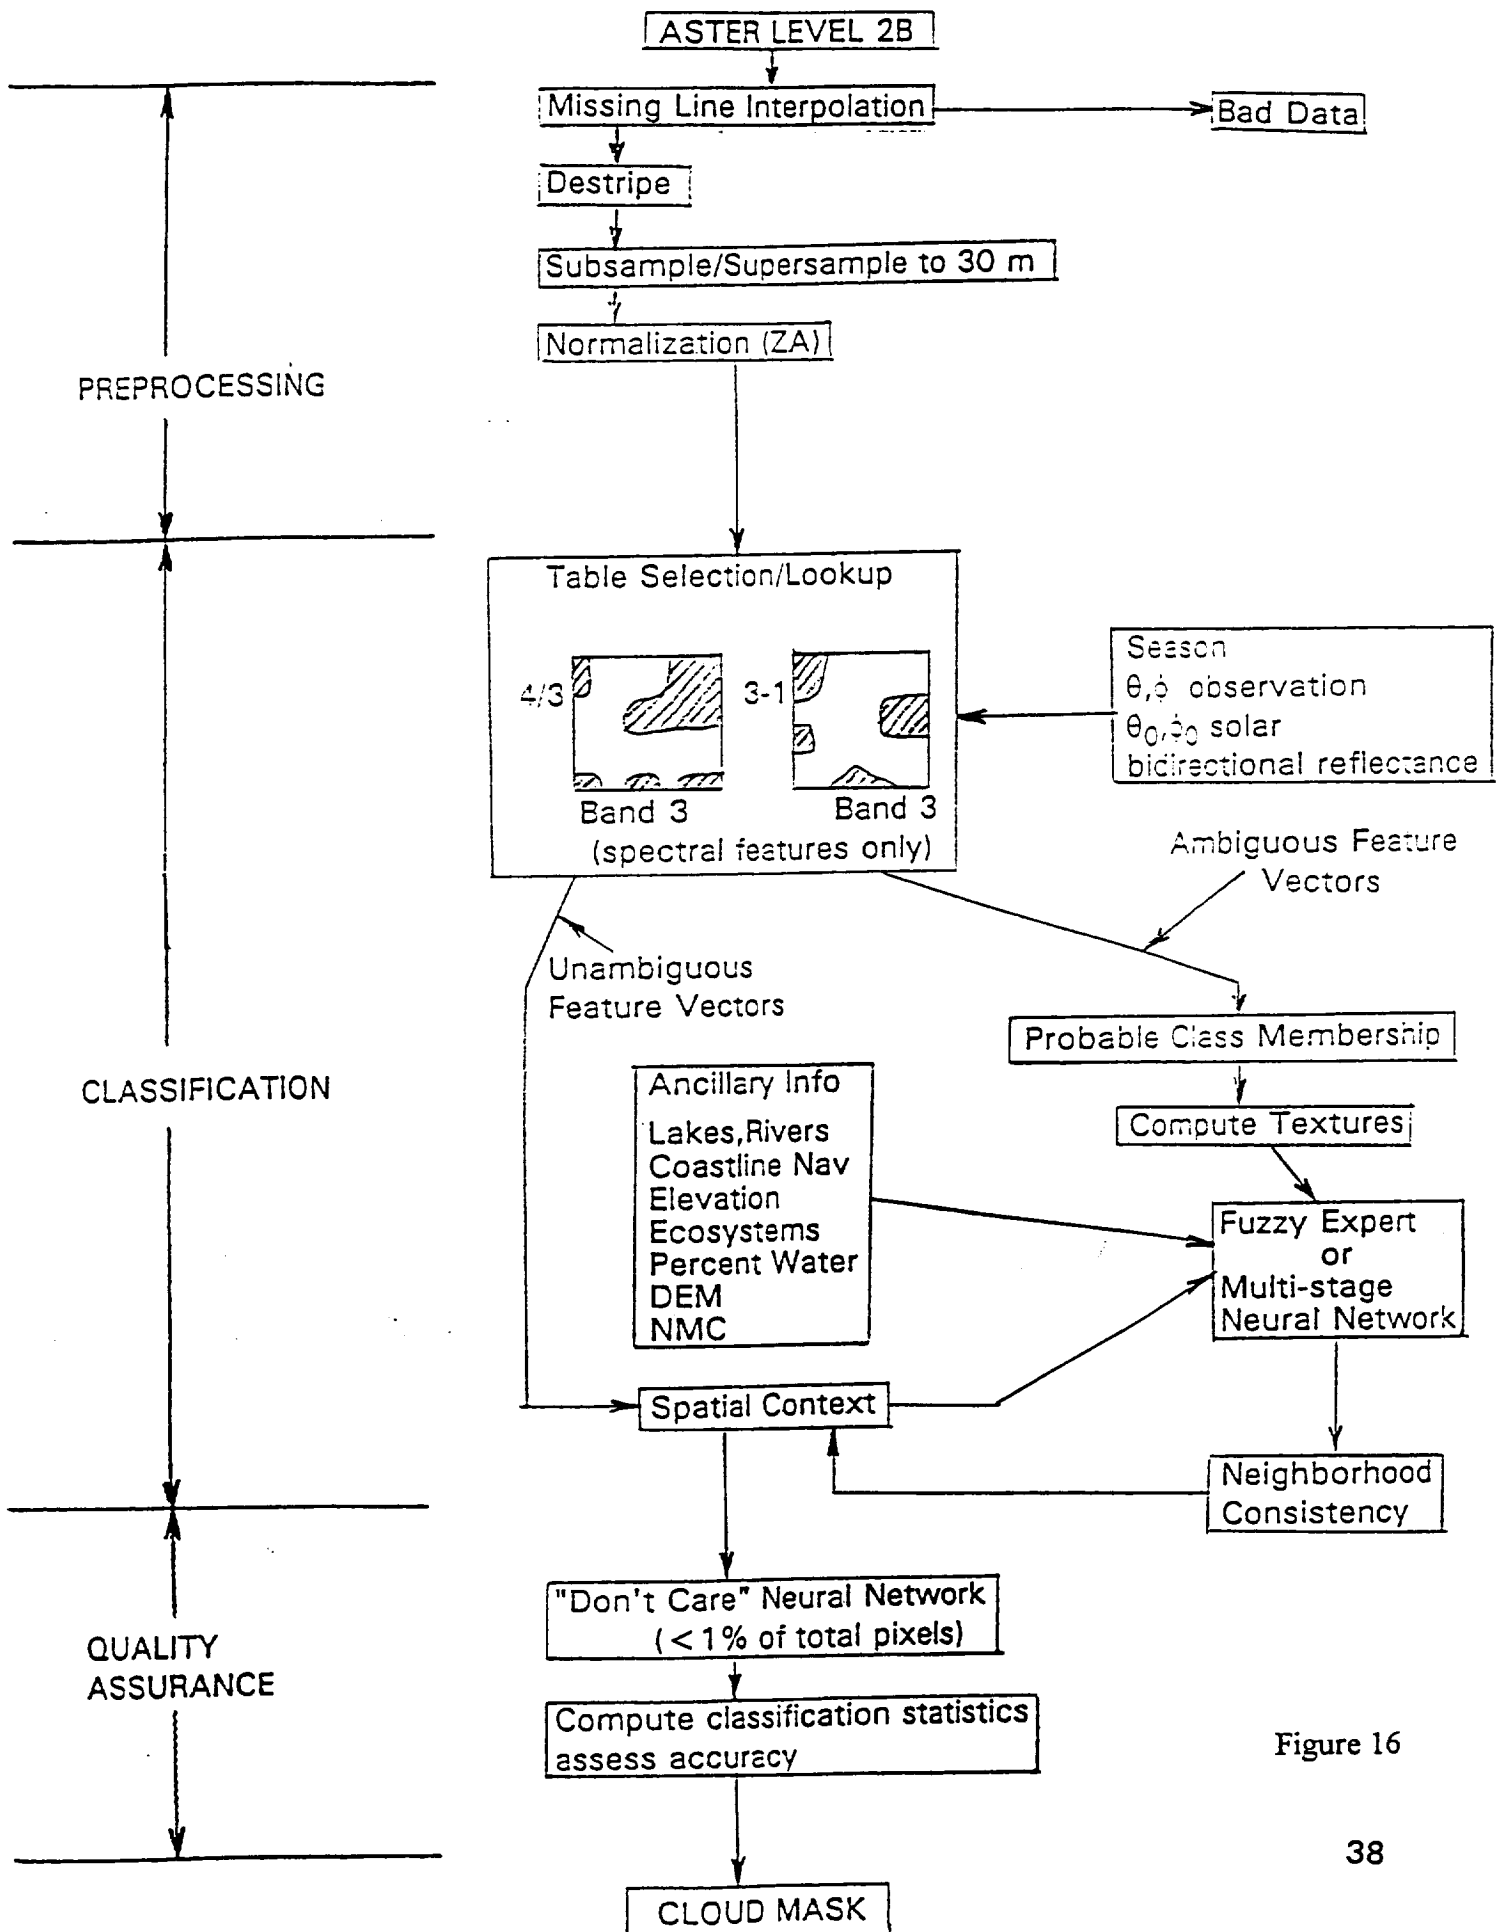 ASTER LEVEL 2B
Missing Line Interpolation
Bad Data
Destripe
Subsample/Supersample to 30 m
Normalization (ZA)
PREPROCESSING
Table Selection/Lookup
4/3
3-1
Band 3
Band 3
(spectral features only)
Season
θ,ϕ observation
θ₀,ϕ₀ solar
bidirectional reflectance
Ambiguous Feature
Vectors
Unambiguous
Feature Vectors
Probable Class Membership
Compute Textures
CLASSIFICATION
Ancillary Info
Lakes,Rivers
Coastline Nav
Elevation
Ecosystems
Percent Water
DEM
NMC
Fuzzy Expert
or
Multi-stage
Neural Network
Spatial Context
Neighborhood
Consistency
QUALITY
ASSURANCE
"Don't Care" Neural Network
(<1% of total pixels)
Compute classification statistics
assess accuracy
CLOUD MASK
Figure 16
38